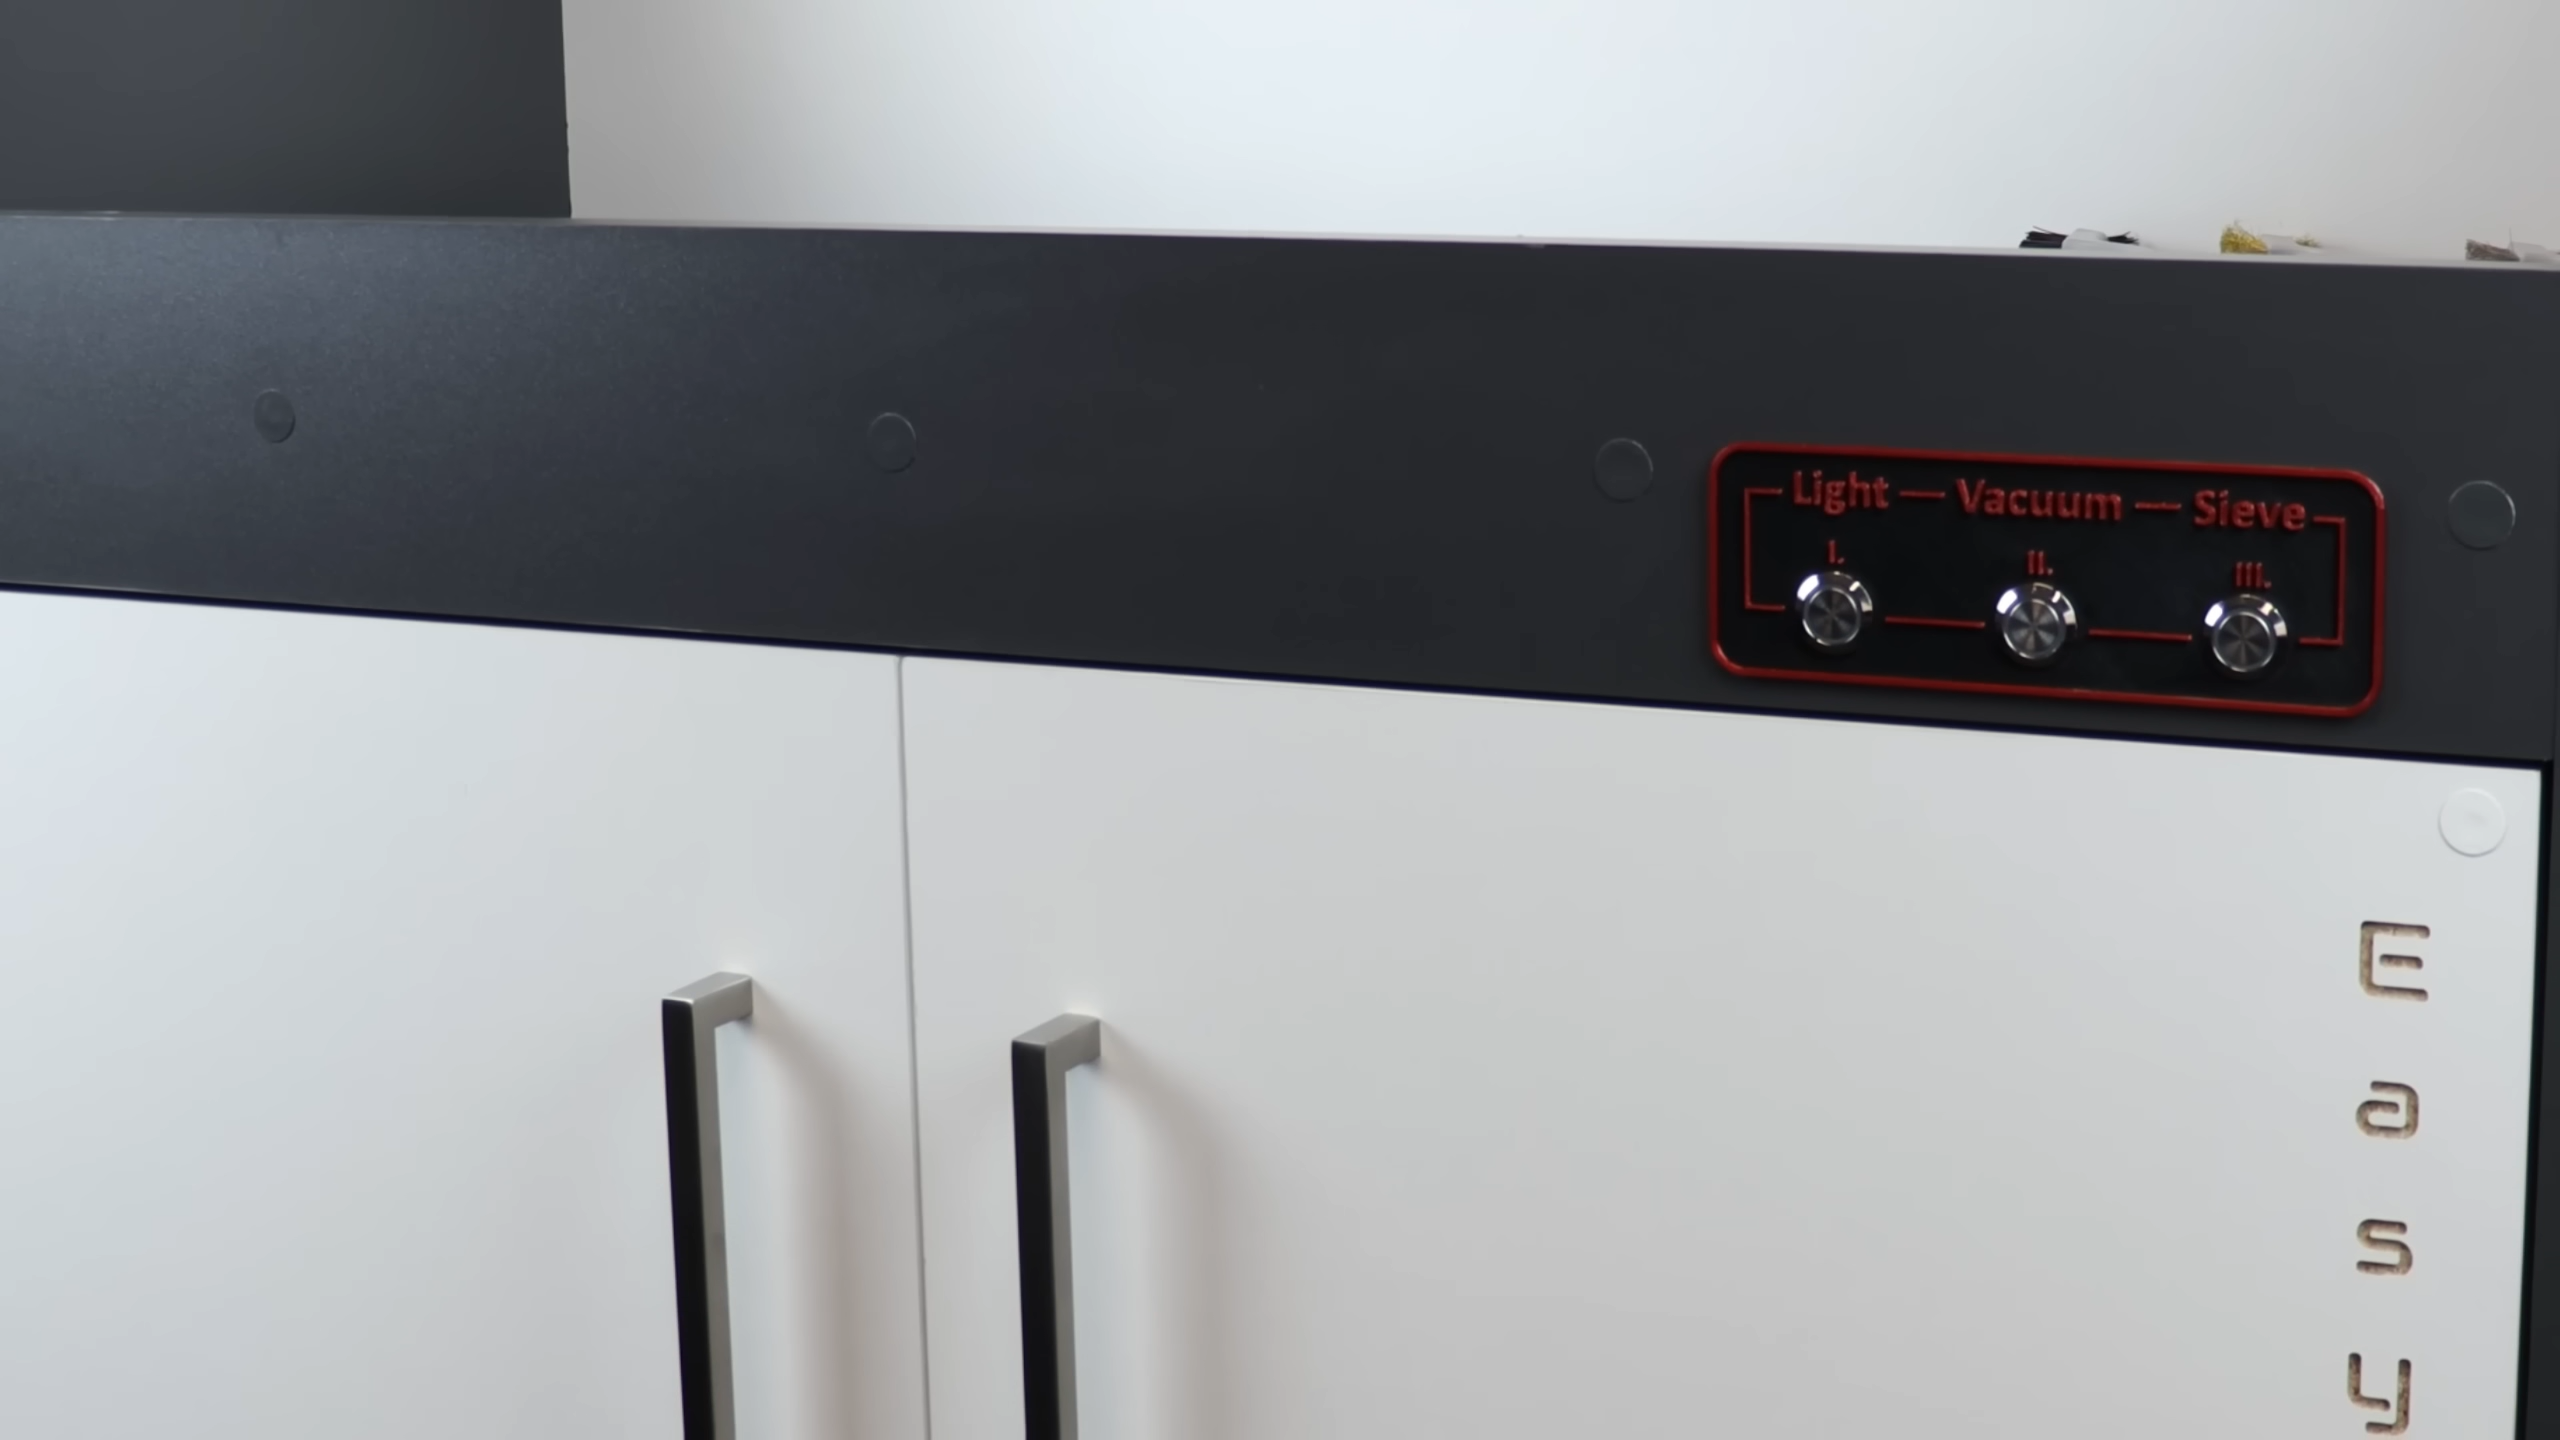 Light — Vacuum — Sieve
I. II. III.
E
a
s
y